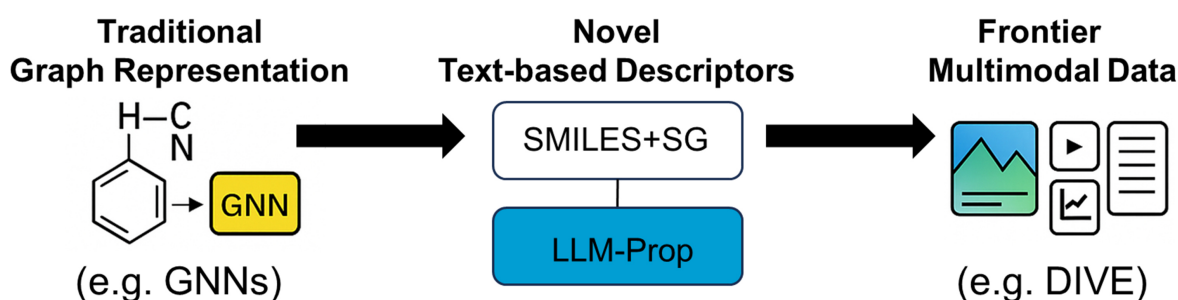 Traditional
Graph Representation
H–C
N
GNN
(e.g. GNNs)
Novel
Text-based Descriptors
SMILES+SG
LLM-Prop
Frontier
Multimodal Data
(e.g. DIVE)